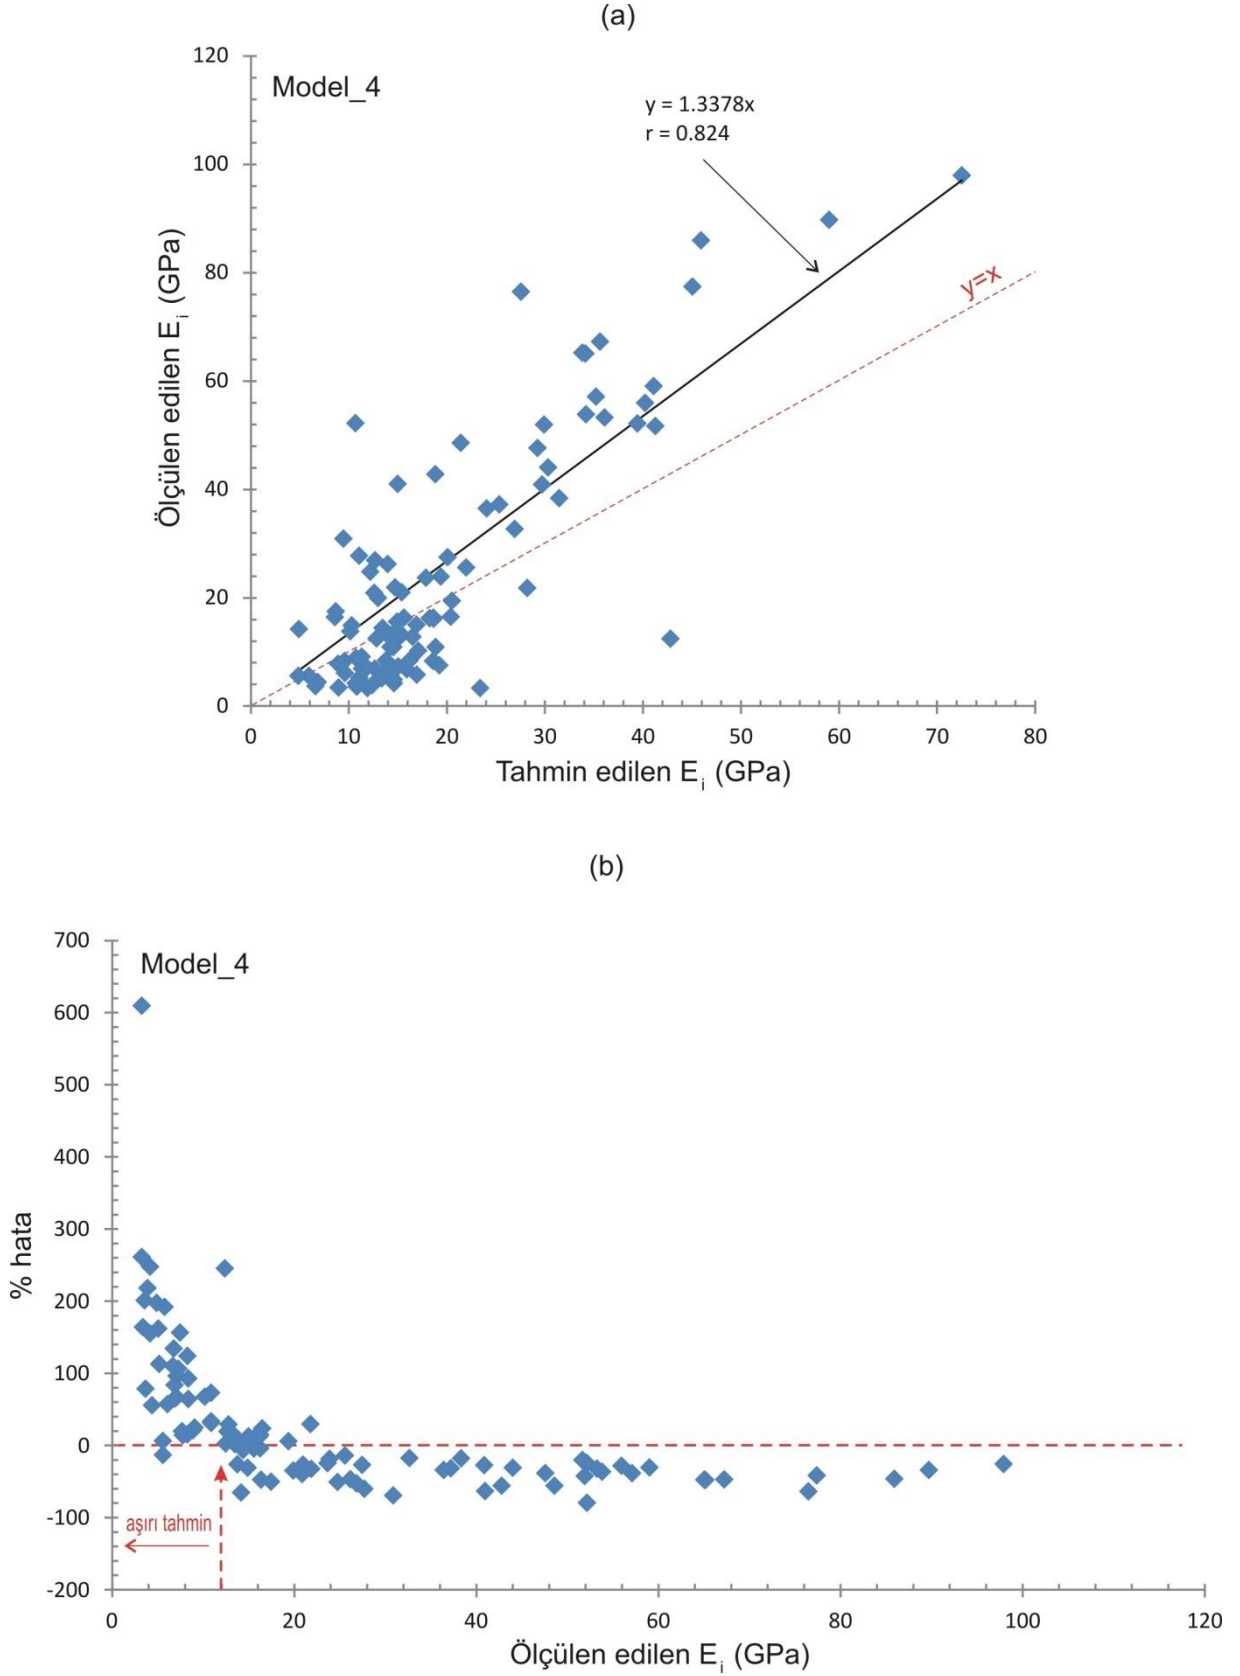 (a)
120
Model_4
y = 1.3378x
r = 0.824
100
80
y=x
60
40
20
0
Ölçülen edilen Ei (GPa)
0 10 20 30 40 50 60 70 80
Tahmin edilen Ei (GPa)
(b)
700
Model_4
600
500
400
300
200
100
0
-100
aşırı tahmin
-200
% hata
0 20 40 60 80 100 120
Ölçülen edilen Ei (GPa)